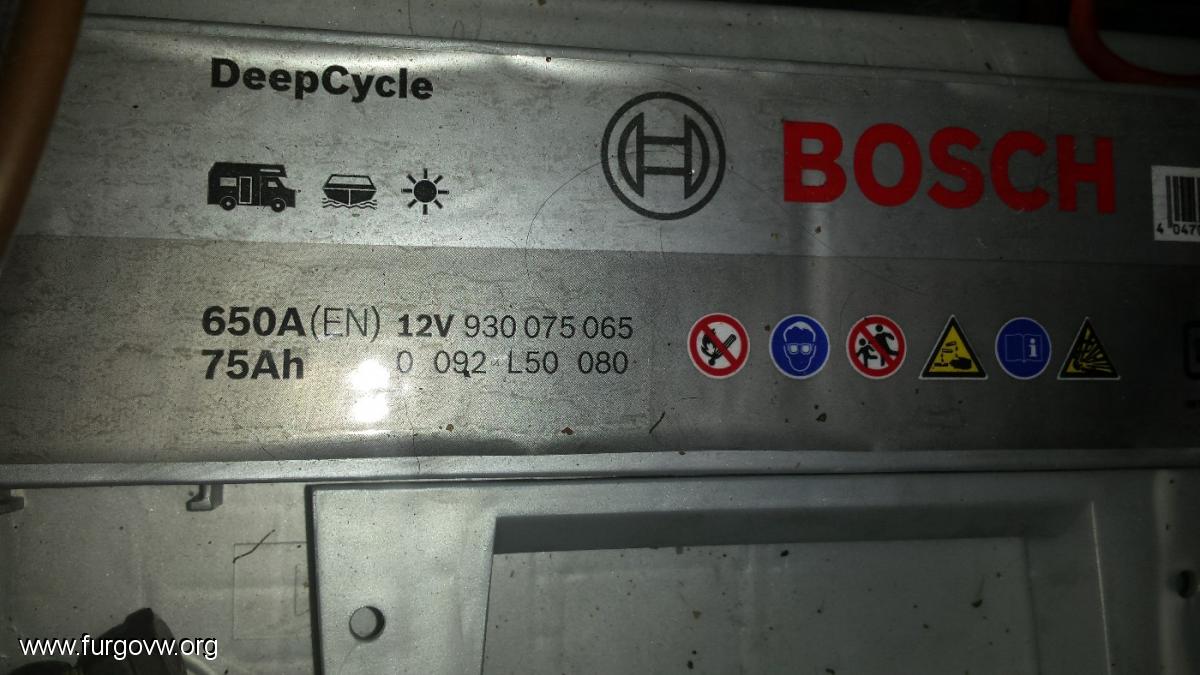 DeepCycle
BOSCH
650A (EN) 12V 930 075 065
75Ah 0 092 L50 080
www.furgovw.org